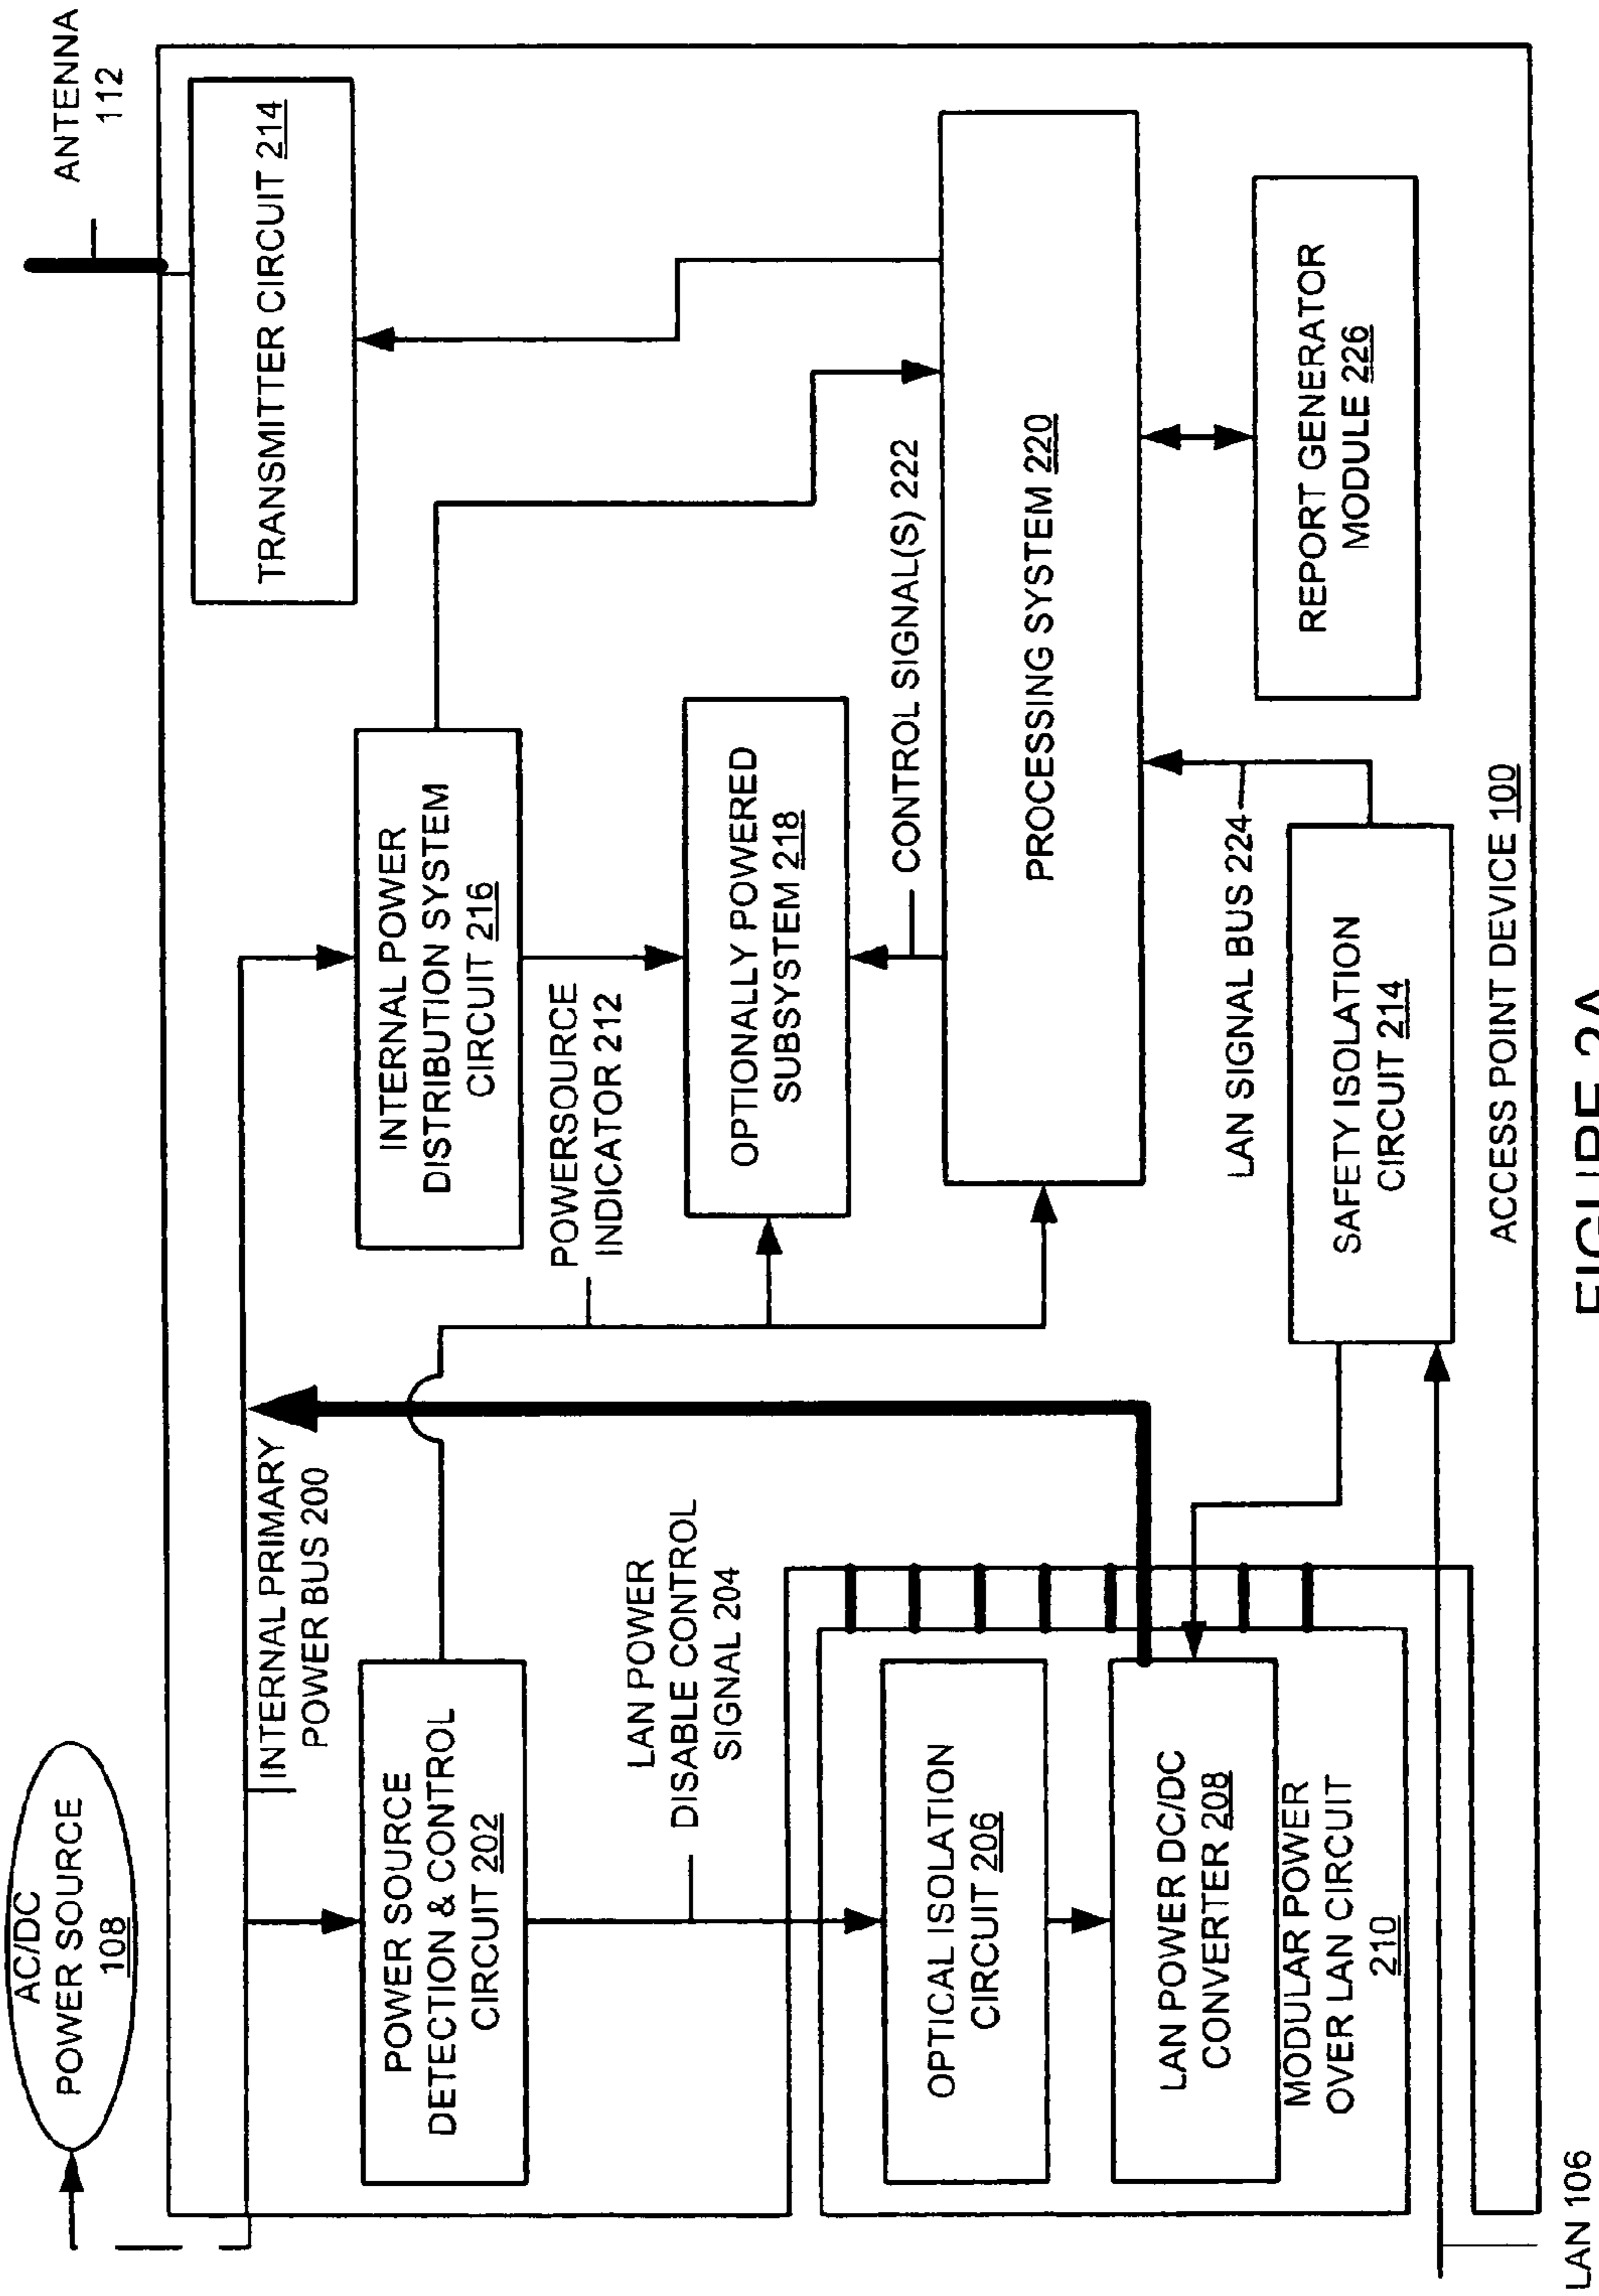 AC/DC
POWER SOURCE
108
ANTENNA
112
INTERNAL PRIMARY
POWER BUS 200
TRANSMITTER CIRCUIT 214
POWER SOURCE
DETECTION & CONTROL
CIRCUIT 202
INTERNAL POWER
DISTRIBUTION SYSTEM
CIRCUIT 216
POWERSOURCE
INDICATOR 212
LAN POWER
DISABLE CONTROL
SIGNAL 204
OPTIONALLY POWERED
SUBSYSTEM 218
CONTROL SIGNAL(S) 222
OPTICAL ISOLATION
CIRCUIT 206
PROCESSING SYSTEM 220
LAN POWER DC/DC
CONVERTER 208
MODULAR POWER
OVER LAN CIRCUIT
210
LAN SIGNAL BUS 224
SAFETY ISOLATION
CIRCUIT 214
REPORT GENERATOR
MODULE 226
ACCESS POINT DEVICE 100
LAN 106
FIGURE 2A